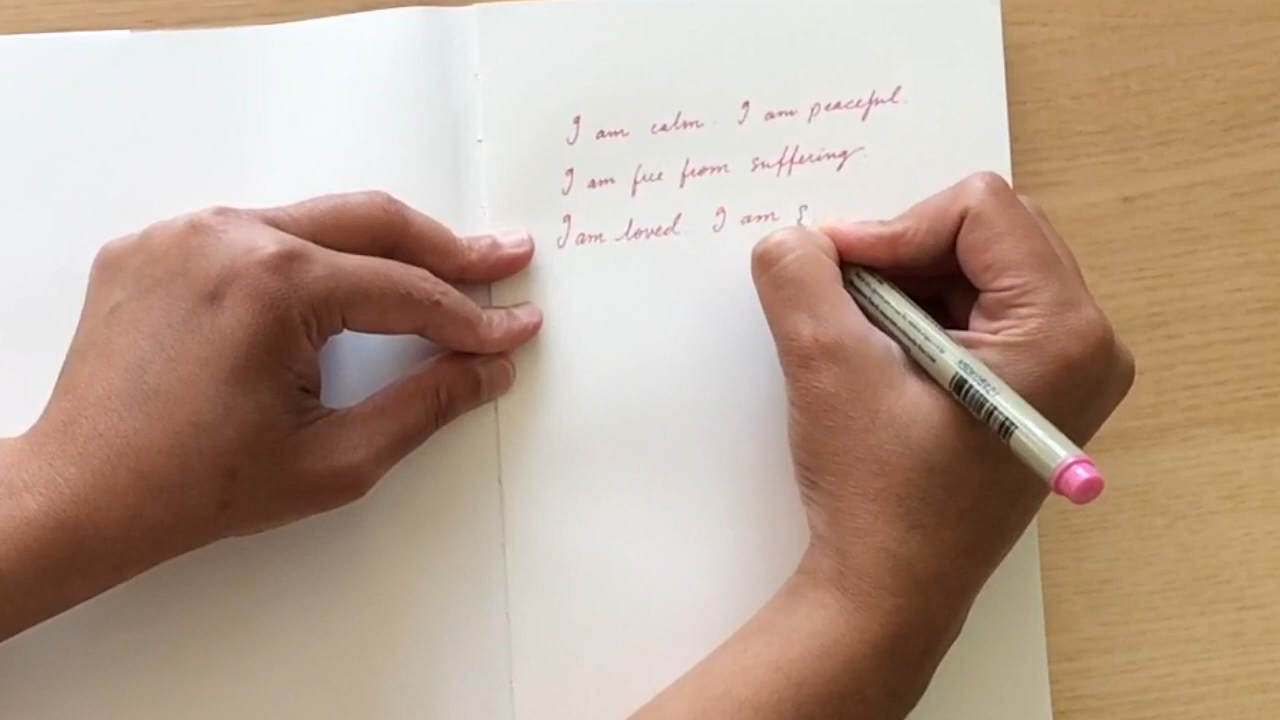 I am calm. I am peaceful.
I am free from suffering.
I am loved. I am